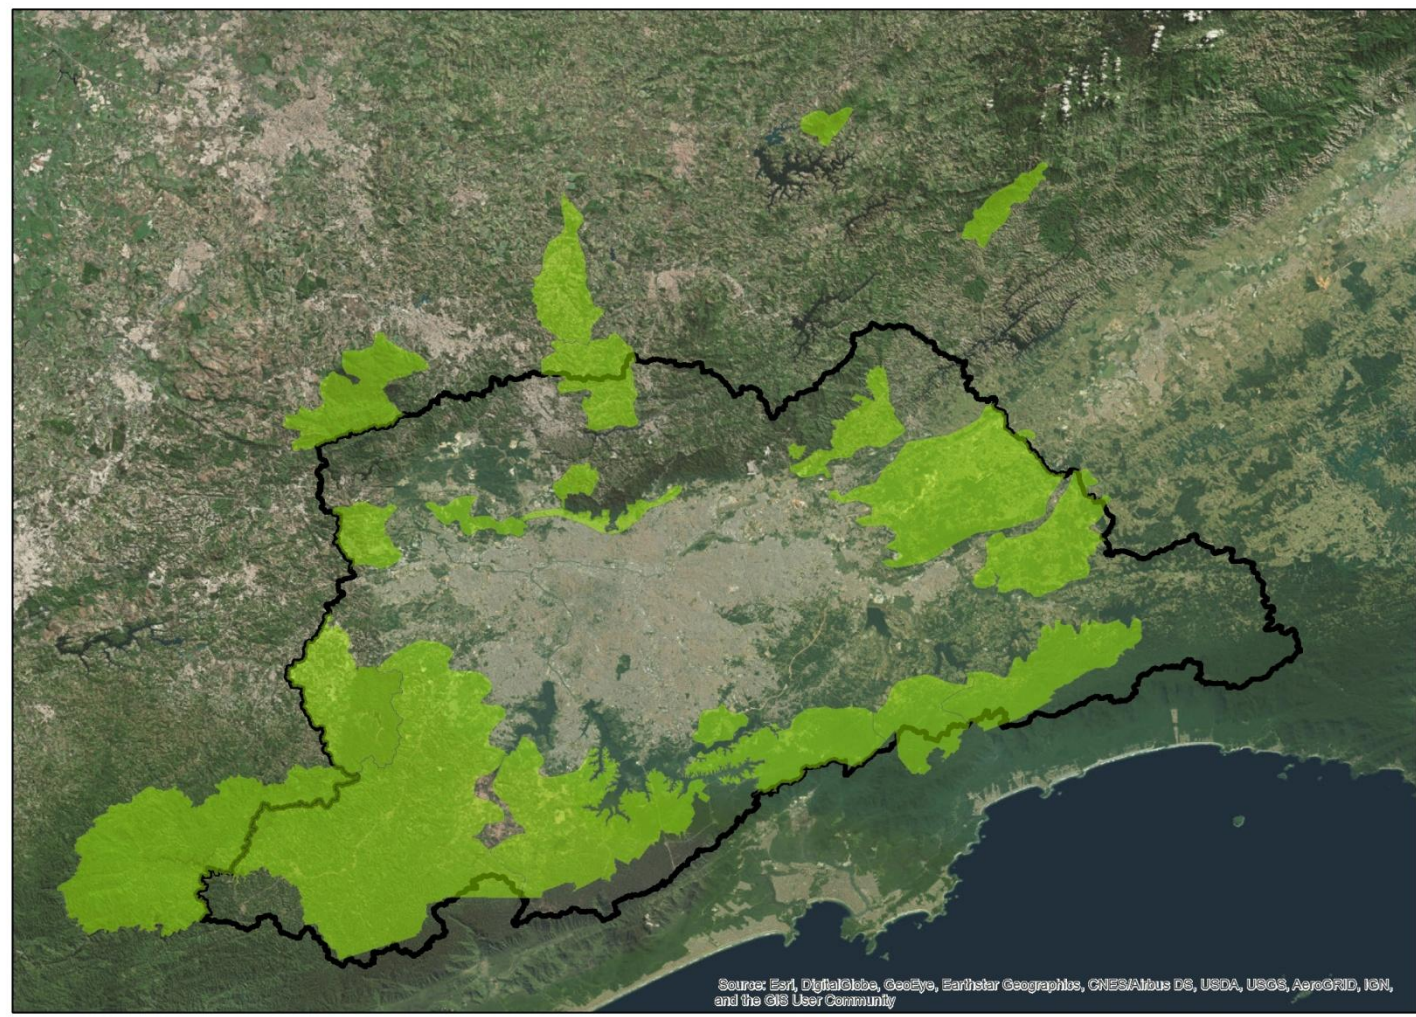 Source: Esri, DigitalGlobe, GeoEye, Earthstar Geographics, CNES/Airbus DS, USDA, USGS, AeroGRID, IGN,
and the GIS User Community